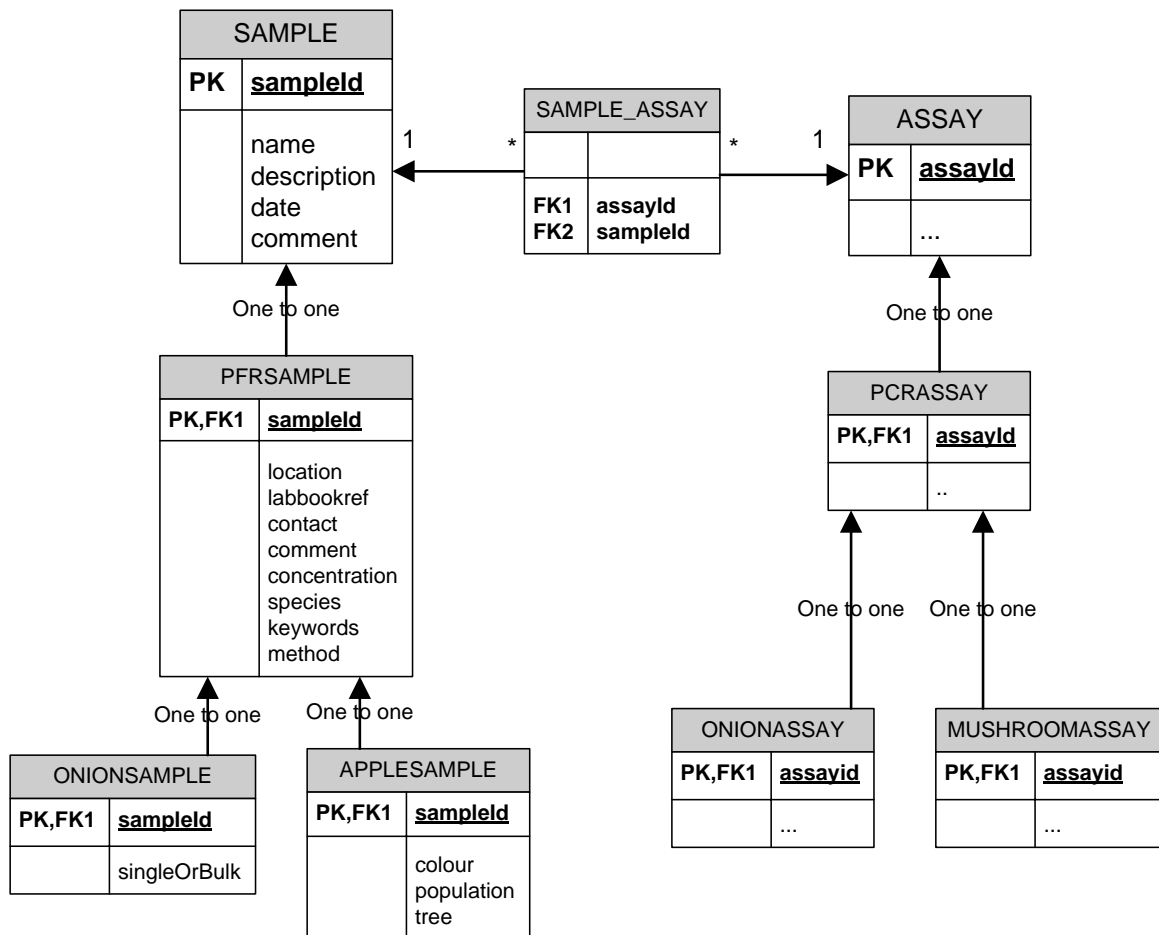 SAMPLE
PK sampleId
name
description
date
comment
1
*
SAMPLE_ASSAY
FK1 assayId
FK2 sampleId
*
1
ASSAY
PK assayId
...
One to one
One to one
PFRSAMPLE
PK,FK1 sampleId
location
labbookref
contact
comment
concentration
species
keywords
method
PCRASSAY
PK,FK1 assayId
..
One to one
One to one
One to one
One to one
ONIONSAMPLE
PK,FK1 sampleId
singleOrBulk
APPLESAMPLE
PK,FK1 sampleId
colour
population
tree
ONIONASSAY
PK,FK1 assayid
...
MUSHROOMASSAY
PK,FK1 assayid
...